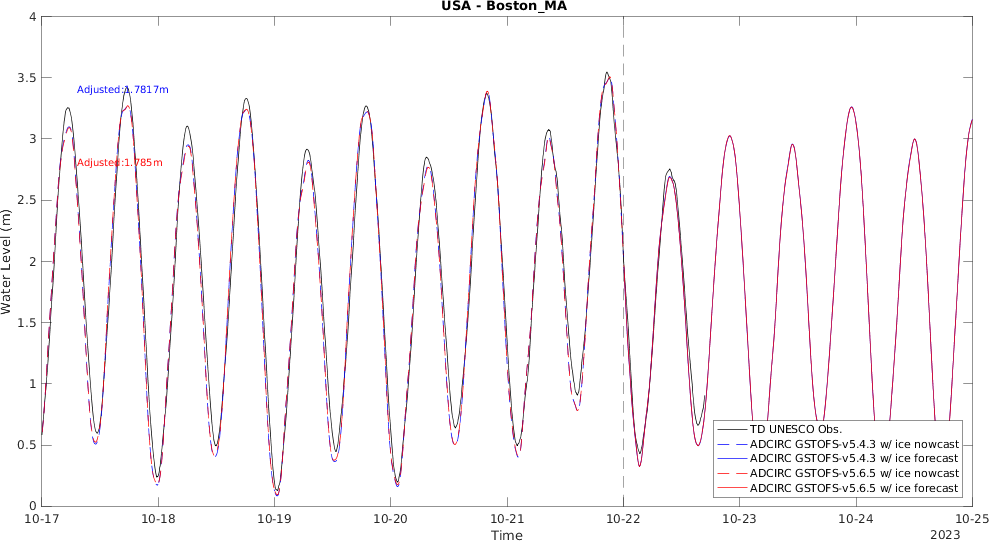 USA - Boston_MA
4
3.5
3
2.5
2
1.5
1
0.5
0
Water Level (m)
Adjusted:1.7817m
Adjusted:1.785m
TD UNESCO Obs.
ADCIRC GSTOFS-v5.4.3 w/ ice nowcast
ADCIRC GSTOFS-v5.4.3 w/ ice forecast
ADCIRC GSTOFS-v5.6.5 w/ ice nowcast
ADCIRC GSTOFS-v5.6.5 w/ ice forecast
10-17 10-18 10-19 10-20 10-21 10-22 10-23 10-24 10-25
Time
2023